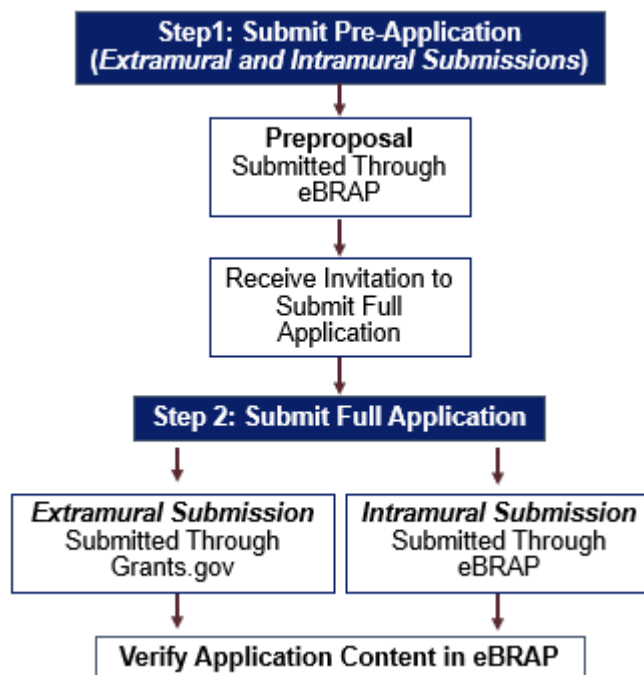 Step1: Submit Pre-Application
(Extramural and Intramural Submissions)
Preproposal
Submitted Through
eBRAP
Receive Invitation to
Submit Full
Application
Step 2: Submit Full Application
Extramural Submission
Submitted Through
Grants.gov
Intramural Submission
Submitted Through
eBRAP
Verify Application Content in eBRAP